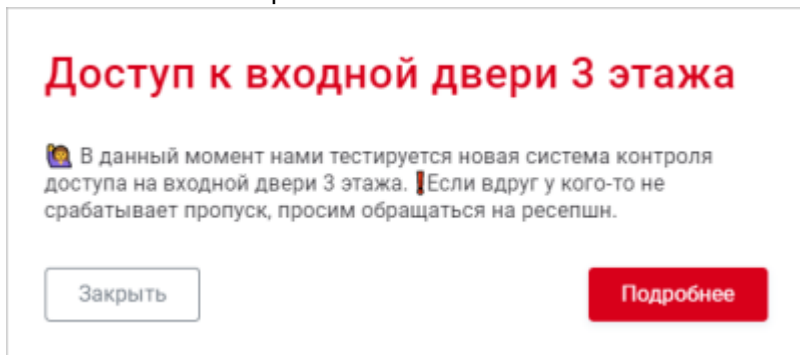 Доступ к входной двери 3 этажа
🙋 В данный момент нами тестируется новая система контроля
доступа на входной двери 3 этажа. ❗Если вдруг у кого-то не
срабатывает пропуск, просим обращаться на ресепшн.
Закрыть
Подробнее